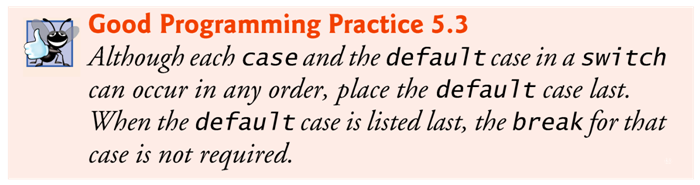 Good Programming Practice 5.3
Although each case and the default case in a switch
can occur in any order, place the default case last.
When the default case is listed last, the break for that
case is not required.